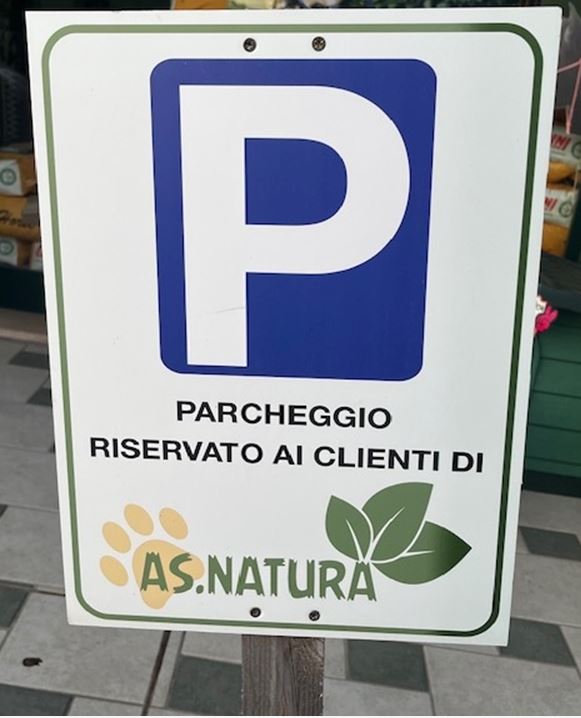 P
PARCHEGGIO
RISERVATO AI CLIENTI DI
AS.NATURA